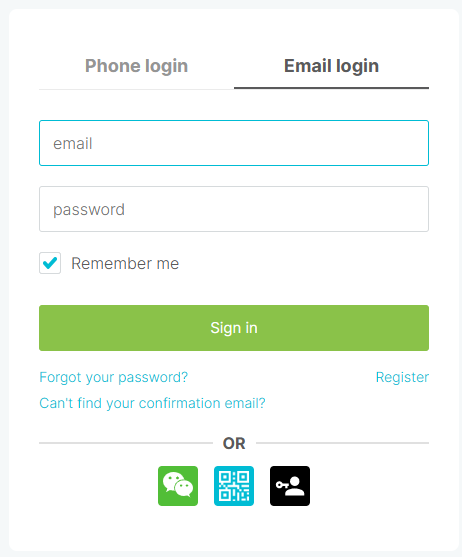 Phone login
Email login
email
password
Remember me
Sign in
Forgot your password?
Register
Can't find your confirmation email?
OR